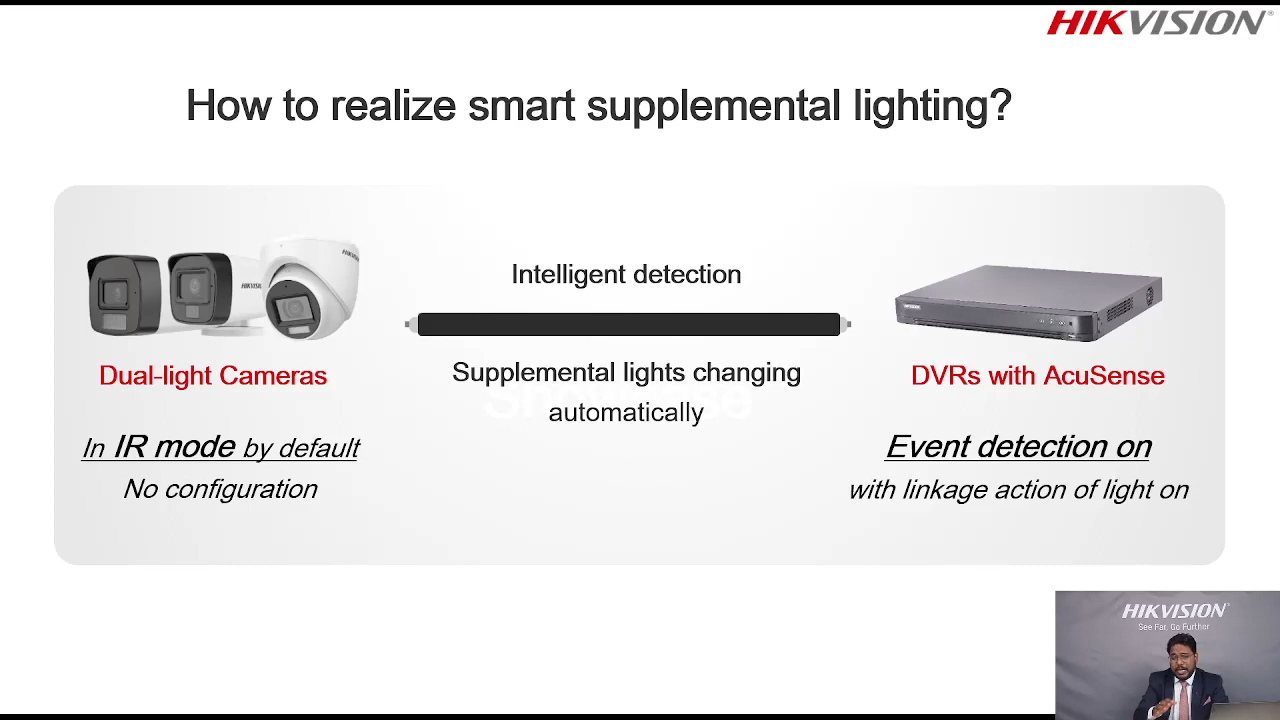 HIKVISION
How to realize smart supplemental lighting?
Intelligent detection
Dual-light Cameras
Supplemental lights changing
automatically
DVRs with AcuSense
In IR mode by default
No configuration
Event detection on
with linkage action of light on
HIKVISION
See Far, Go Further